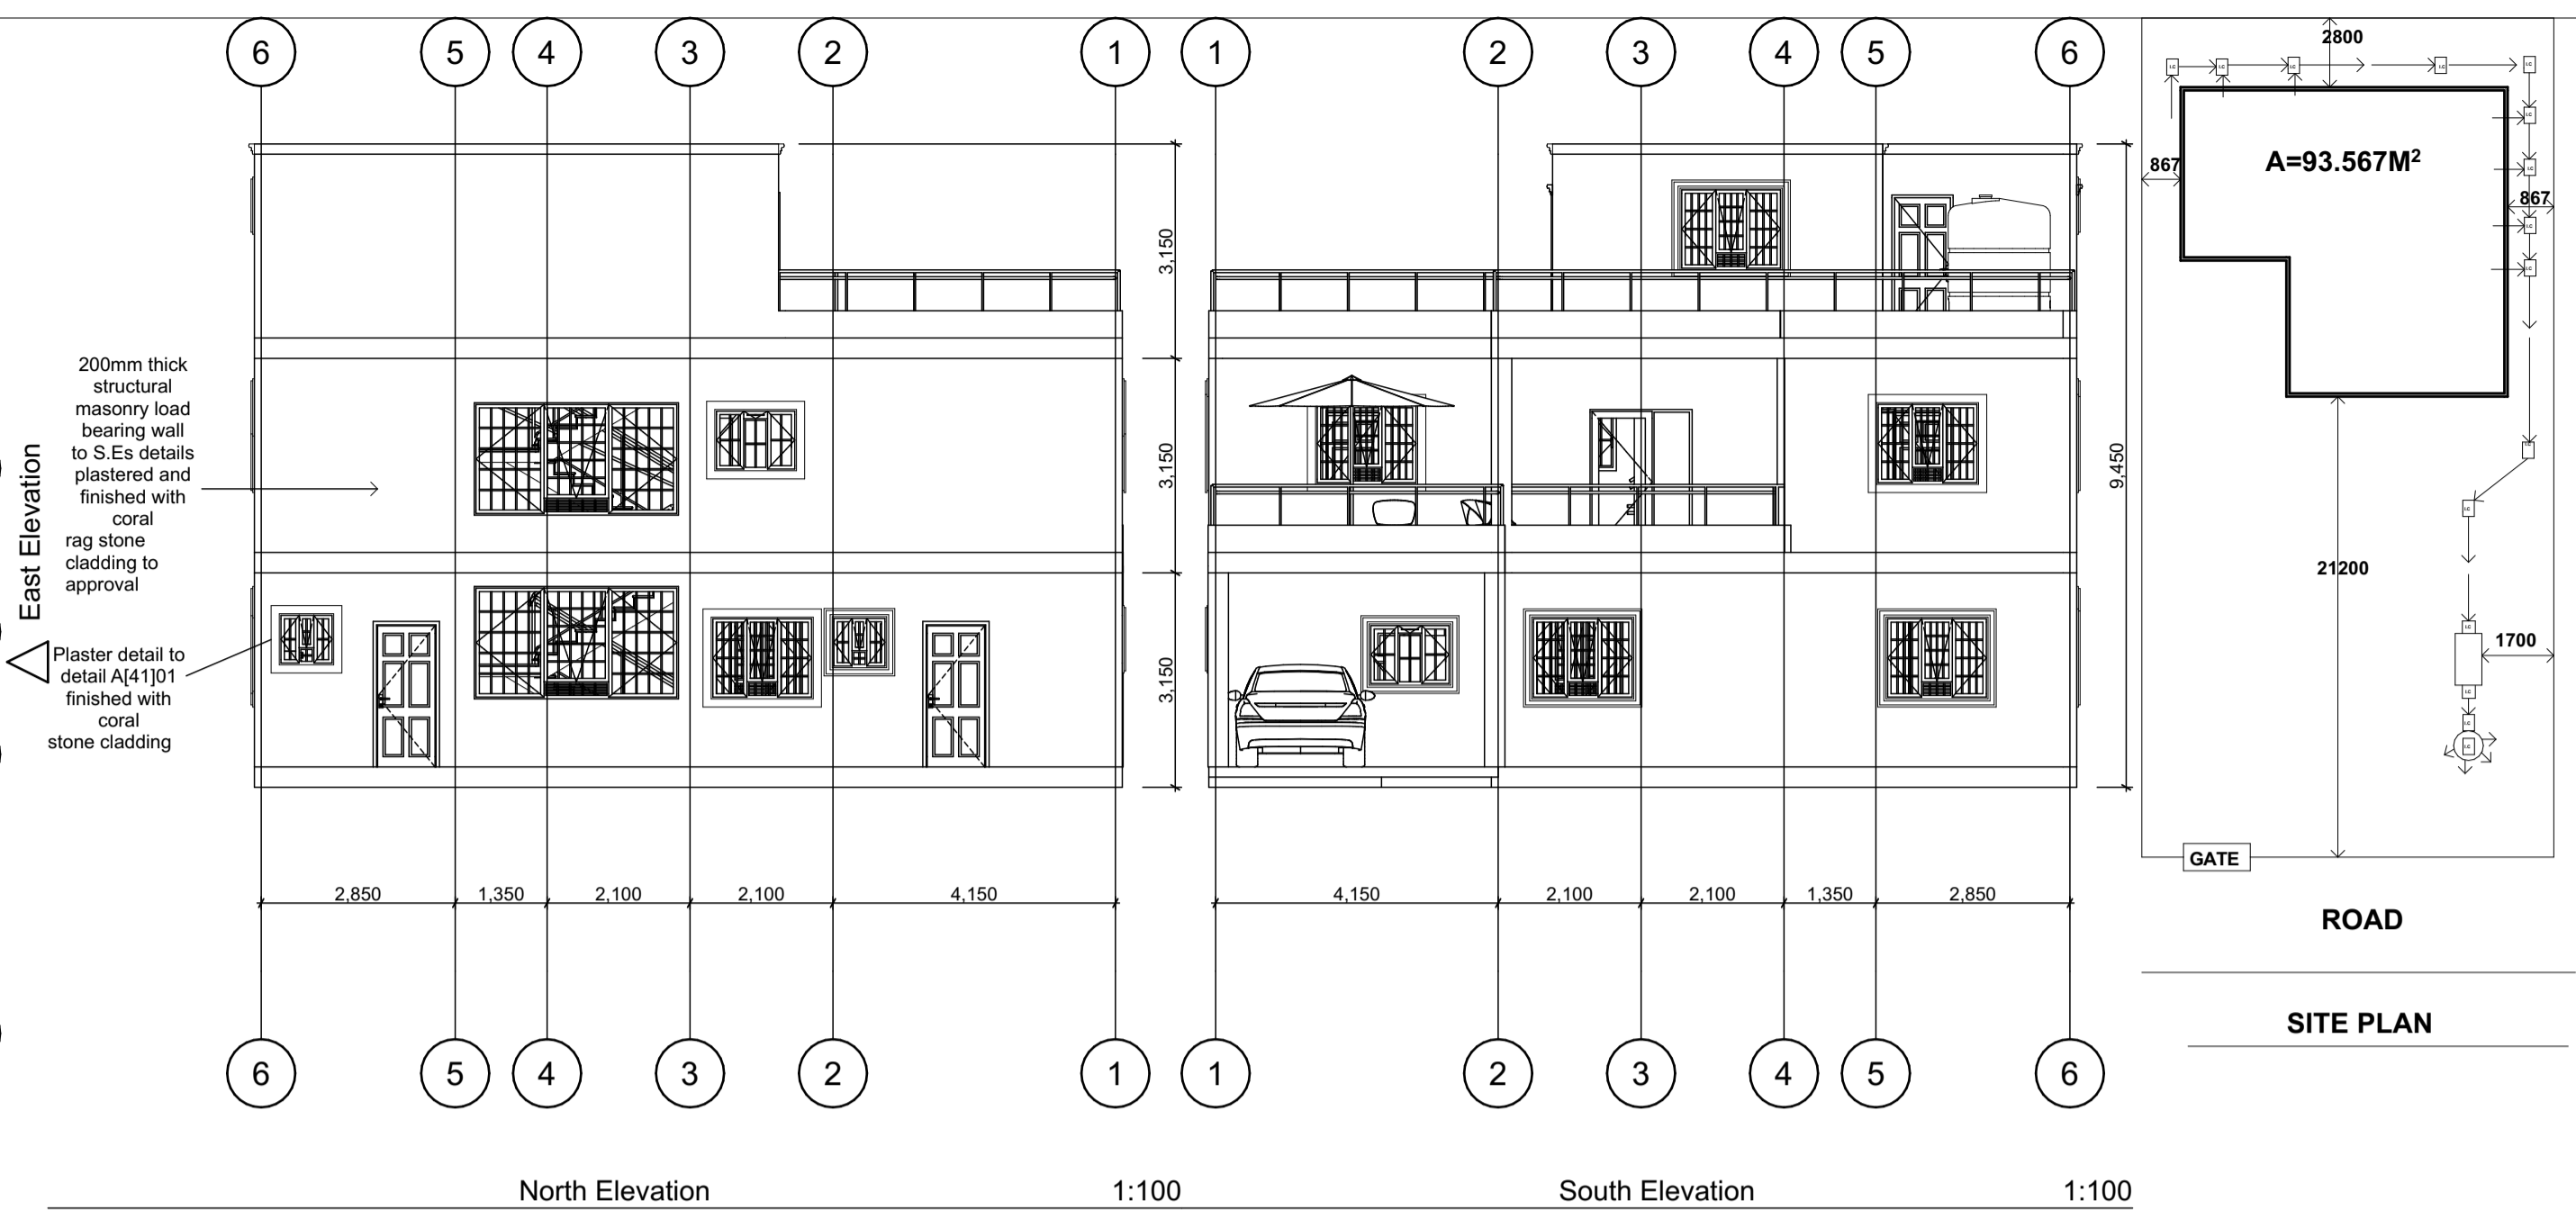 6
5
4
3
2
1
1
2
3
4
5
6
3,150
3,150
3,150
9,450
East Elevation
200mm thick
structural
masonry load
bearing wall
to S.Es details
plastered and
finished with
coral
rag stone
cladding to
approval
Plaster detail to
detail A[41]01
finished with
coral
stone cladding
2,850
1,350
2,100
2,100
4,150
4,150
2,100
2,100
1,350
2,850
6
5
4
3
2
1
1
2
3
4
5
6
North Elevation
1:100
South Elevation
1:100
2800
I.C
I.C
I.C
I.C
I.C
I.C
I.C
I.C
I.C
I.C
A=93.567M²
867
867
I.C
I.C
21200
I.C
1700
I.C
I.C
I.C
GATE
ROAD
SITE PLAN